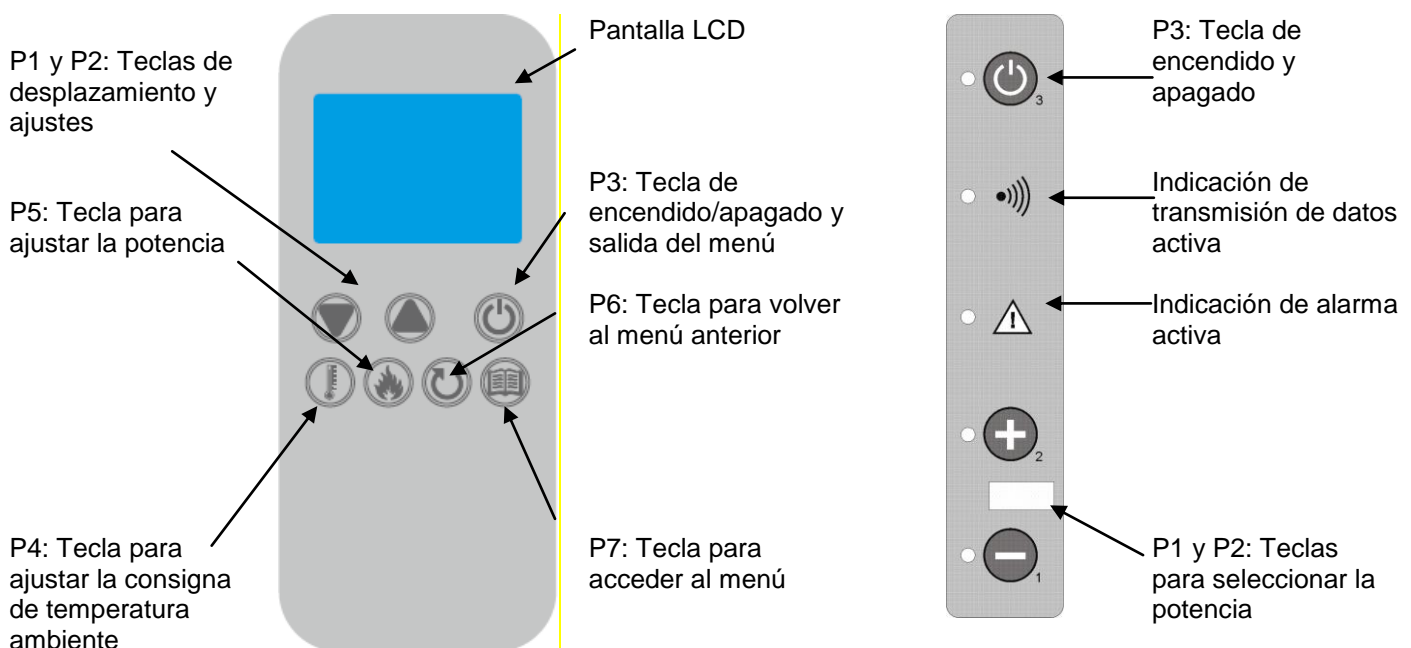 P1 y P2: Teclas de
desplazamiento y
ajustes
P5: Tecla para
ajustar la potencia
P4: Tecla para
ajustar la consigna
de temperatura
ambiente
Pantalla LCD
P3: Tecla de
encendido/apagado y
salida del menú
P6: Tecla para volver
al menú anterior
P7: Tecla para
acceder al menú
3
2
1
P3: Tecla de
encendido y
apagado
Indicación de
transmisión de datos
activa
Indicación de alarma
activa
P1 y P2: Teclas
para seleccionar la
potencia